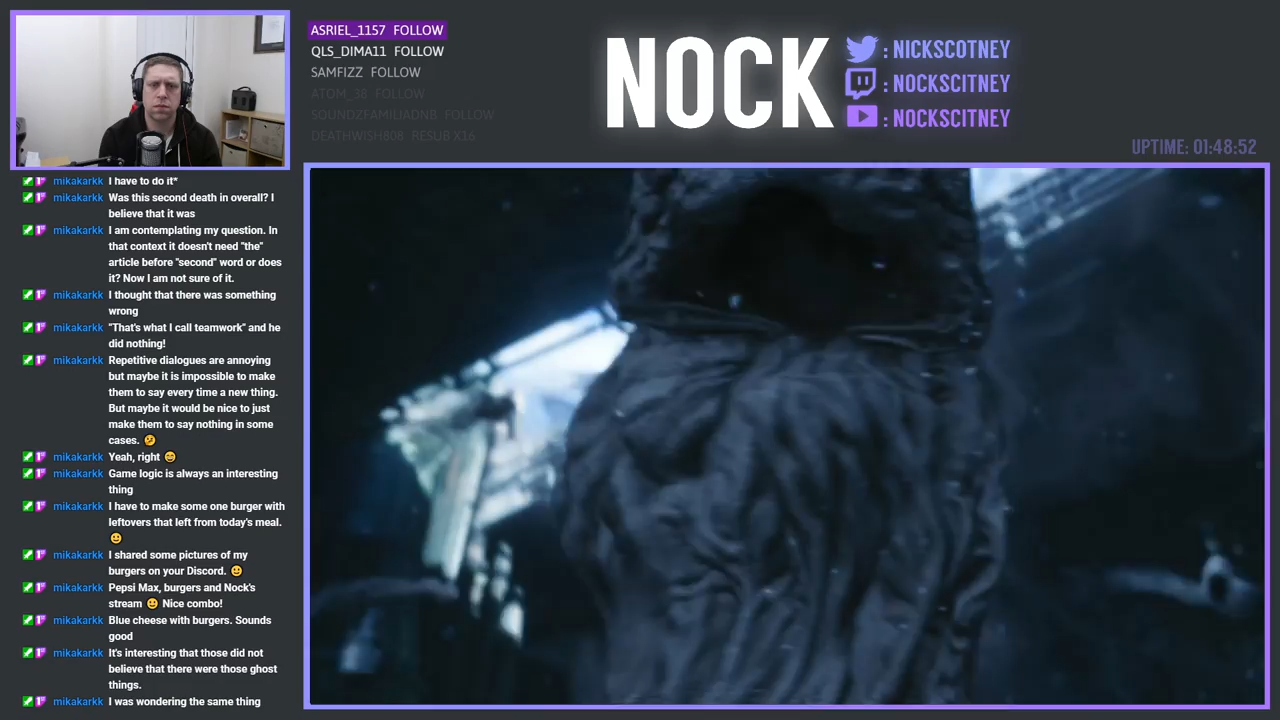 ASRIEL_1157 FOLLOW
QLS_DIMA11 FOLLOW
SAMFIZZ FOLLOW
ATOM_38 FOLLOW
SOUNDZFAMILIADNB FOLLOW
DEATHWISH808 RESUB X16
NOCK
: NICKSCOTNEY
: NOCKSCITNEY
: NOCKSCITNEY
UPTIME: 01:48:52
mikakarkk I have to do it*
mikakarkk Was this second death in overall? I
believe that it was
mikakarkk I am contemplating my question. In
that context it doesn't need "the"
article before "second" word or does
it? Now I am not sure of it.
mikakarkk I thought that there was something
wrong
mikakarkk "That's what I call teamwork" and he
did nothing!
mikakarkk Repetitive dialogues are annoying
but maybe it is impossible to make
them to say every time a new thing.
But maybe it would be nice to just
make them to say nothing in some
cases. 🤔
mikakarkk Yeah, right 😄
mikakarkk Game logic is always an interesting
thing
mikakarkk I have to make some one burger with
leftovers that left from today's meal.
🙂
mikakarkk I shared some pictures of my
burgers on your Discord. 😀
mikakarkk Pepsi Max, burgers and Nock's
stream 😀 Nice combo!
mikakarkk Blue cheese with burgers. Sounds
good
mikakarkk It's interesting that those did not
believe that there were those ghost
things.
mikakarkk I was wondering the same thing